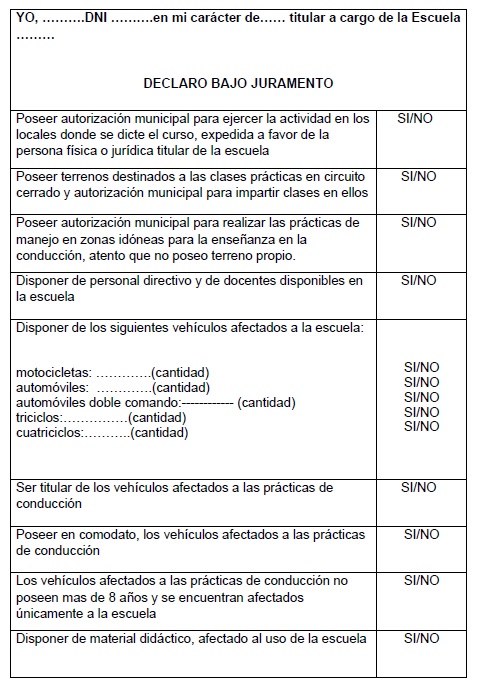 YO, ……….DNI ……….en mi carácter de…… titular a cargo de la Escuela
………
DECLARO BAJO JURAMENTO
Poseer autorización municipal para ejercer la actividad en los
locales donde se dicte el curso, expedida a favor de la
persona física o jurídica titular de la escuela
SI/NO
Poseer terrenos destinados a las clases prácticas en circuito
cerrado y autorización municipal para impartir clases en ellos
SI/NO
Poseer autorización municipal para realizar las prácticas de
manejo en zonas idóneas para la enseñanza en la
conducción, atento que no poseo terreno propio.
SI/NO
Disponer de personal directivo y de docentes disponibles en
la escuela
SI/NO
Disponer de los siguientes vehículos afectados a la escuela:
motocicletas: ………….(cantidad)
SI/NO
automóviles: ………….(cantidad)
SI/NO
automóviles doble comando:------------ (cantidad)
SI/NO
triciclos:……………(cantidad)
SI/NO
cuatriciclos:………..(cantidad)
SI/NO
Ser titular de los vehículos afectados a las prácticas de
conducción
SI/NO
Poseer en comodato, los vehículos afectados a las prácticas
de conducción
SI/NO
Los vehículos afectados a las prácticas de conducción no
poseen mas de 8 años y se encuentran afectados
únicamente a la escuela
SI/NO
Disponer de material didáctico, afectado al uso de la escuela
SI/NO